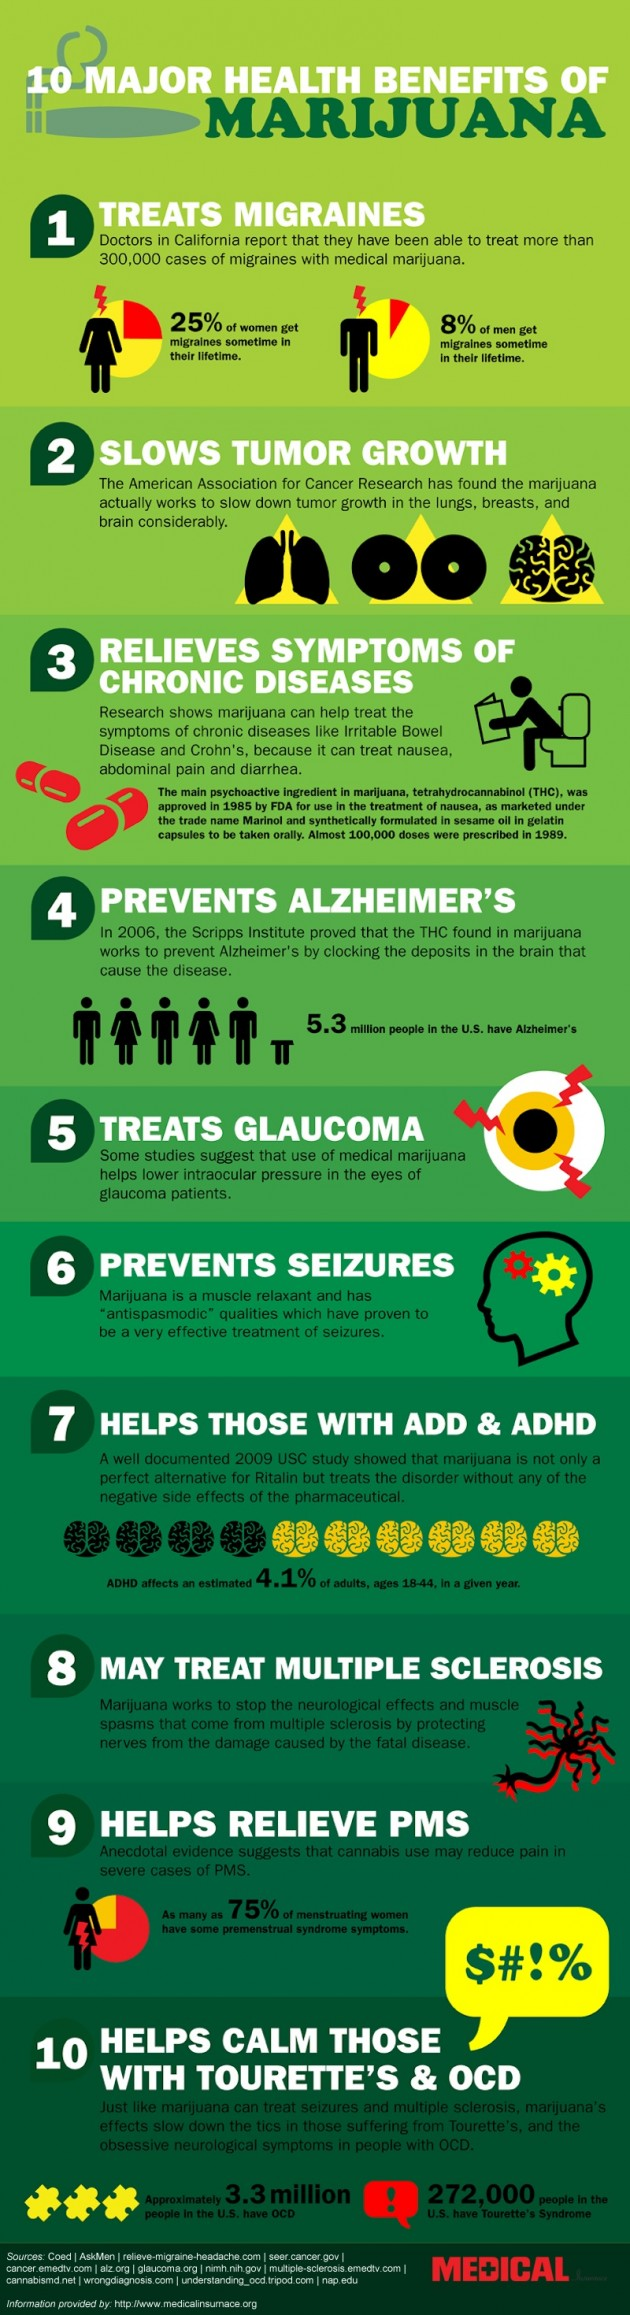 10 MAJOR HEALTH BENEFITS OF
MARIJUANA
1
TREATS MIGRAINES
Doctors in California report that they have been able to treat more than
300,000 cases of migraines with medical marijuana.
25% of women get
migraines sometime in
their lifetime.
8% of men get
migraines sometime
in their lifetime.
2
SLOWS TUMOR GROWTH
The American Association for Cancer Research has found the marijuana
actually works to slow down tumor growth in the lungs, breasts, and
brain considerably.
3
RELIEVES SYMPTOMS OF
CHRONIC DISEASES
Research shows marijuana can help treat the
symptoms of chronic diseases like Irritable Bowel
Disease and Crohn's, because it can treat nausea,
abdominal pain and diarrhea.
The main psychoactive ingredient in marijuana, tetrahydrocannabinol (THC), was
approved in 1985 by FDA for use in the treatment of nausea, as marketed under
the trade name Marinol and synthetically formulated in sesame oil in gelatin
capsules to be taken orally. Almost 100,000 doses were prescribed in 1989.
4
PREVENTS ALZHEIMER'S
In 2006, the Scripps Institute proved that the THC found in marijuana
works to prevent Alzheimer's by clocking the deposits in the brain that
cause the disease.
5.3 million people in the U.S. have Alzheimer's
5
TREATS GLAUCOMA
Some studies suggest that use of medical marijuana
helps lower intraocular pressure in the eyes of
glaucoma patients.
6
PREVENTS SEIZURES
Marijuana is a muscle relaxant and has
"antispasmodic" qualities which have proven to
be a very effective treatment of seizures.
7
HELPS THOSE WITH ADD & ADHD
A well documented 2009 USC study showed that marijuana is not only a
perfect alternative for Ritalin but treats the disorder without any of the
negative side effects of the pharmaceutical.
ADHD affects an estimated 4.1% of adults, ages 18-44, in a given year.
8
MAY TREAT MULTIPLE SCLEROSIS
Marijuana works to stop the neurological effects and muscle
spasms that come from multiple sclerosis by protecting
nerves from the damage caused by the fatal disease.
9
HELPS RELIEVE PMS
Anecdotal evidence suggests that cannabis use may reduce pain in
severe cases of PMS.
As many as 75% of menstruating women
have some premenstrual syndrome symptoms.
$#!%
10
HELPS CALM THOSE
WITH TOURETTE'S & OCD
Just like marijuana can treat seizures and multiple sclerosis, marijuana's
effects slow down the tics in those suffering from Tourette's, and the
obsessive neurological symptoms in people with OCD.
Approximately 3.3 million
people in the U.S. have OCD
!
272,000 people in the
U.S. have Tourette's Syndrome
Sources: Coed | AskMen | relieve-migraine-headache.com | seer.cancer.gov |
cancer.emedtv.com | alz.org | glaucoma.org | nimh.nih.gov | multiple-sclerosis.emedtv.com |
cannabismd.net | wrongdiagnosis.com | understanding_ocd.tripod.com | nap.edu
MEDICAL
Information provided by: http://www.medicalinsurnace.org